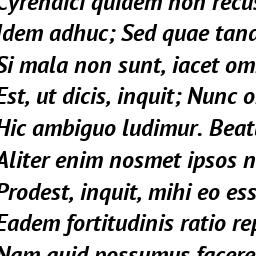 Cyrenaici quidem non recus
Idem adhuc; Sed quae tand
Si mala non sunt, iacet om
Est, ut dicis, inquit; Nunc o
Hic ambiguo ludimur. Beat
Aliter enim nosmet ipsos n
Prodest, inquit, mihi eo ess
Eadem fortitudinis ratio rep
Nam quid possumus facere